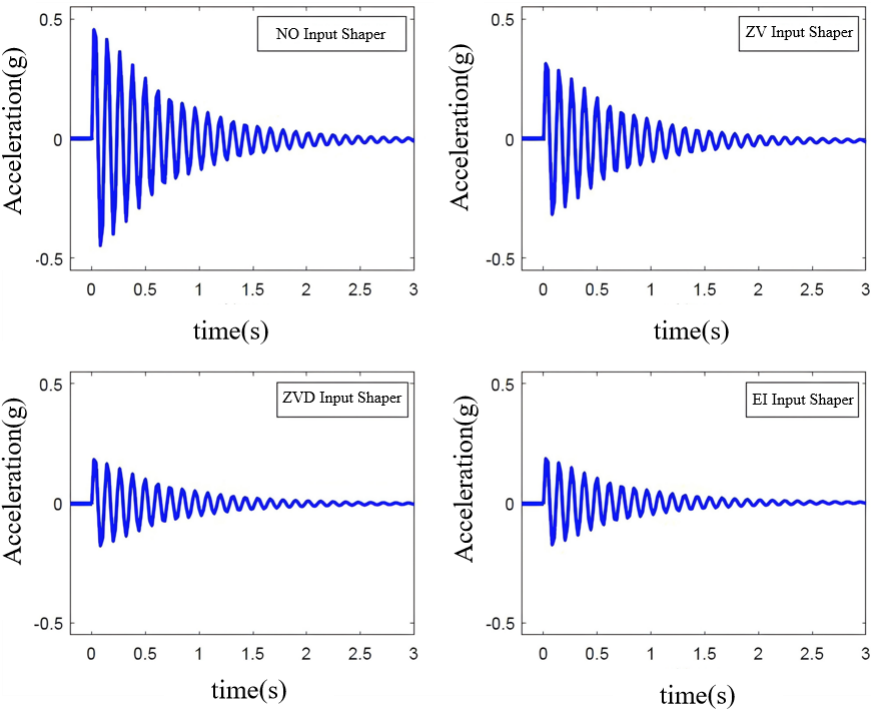 NO Input Shaper
0.5
0
-0.5
Acceleration(g)
0 0.5 1 1.5 2 2.5 3
time(s)
ZV Input Shaper
0.5
0
-0.5
Acceleration(g)
0 0.5 1 1.5 2 2.5 3
time(s)
ZVD Input Shaper
0.5
0
-0.5
Acceleration(g)
0 0.5 1 1.5 2 2.5 3
time(s)
EI Input Shaper
0.5
0
-0.5
Acceleration(g)
0 0.5 1 1.5 2 2.5 3
time(s)